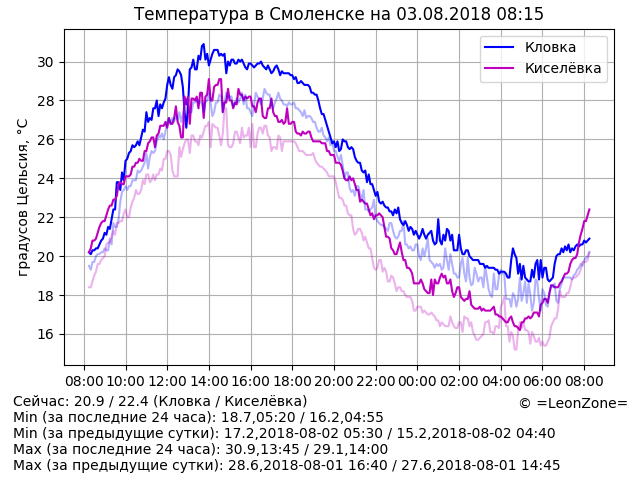 Температура в Смоленске на 03.08.2018 08:15
Кловка
Киселёвка
градусов Цельсия, °C
30
28
26
24
22
20
18
16
08:00 10:00 12:00 14:00 16:00 18:00 20:00 22:00 00:00 02:00 04:00 06:00 08:00
Сейчас: 20.9 / 22.4 (Кловка / Киселёвка)
© =LeonZone=
Min (за последние 24 часа): 18.7,05:20 / 16.2,04:55
Min (за предыдущие сутки): 17.2,2018-08-02 05:30 / 15.2,2018-08-02 04:40
Max (за последние 24 часа): 30.9,13:45 / 29.1,14:00
Max (за предыдущие сутки): 28.6,2018-08-01 16:40 / 27.6,2018-08-01 14:45